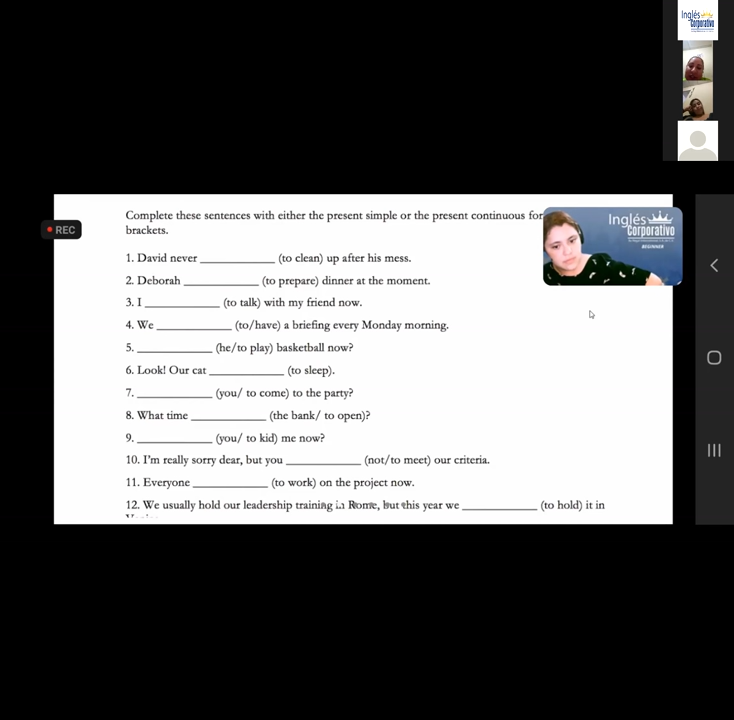 Inglés
Corporativo
REC
Complete these sentences with either the present simple or the present continuous for
brackets.
Inglés
Corporativo
BEGINNER
1. David never ____________ (to clean) up after his mess.
2. Deborah ____________ (to prepare) dinner at the moment.
3. I ____________ (to talk) with my friend now.
4. We ____________ (to/have) a briefing every Monday morning.
5. ____________ (he/to play) basketball now?
6. Look! Our cat ____________ (to sleep).
7. ____________ (you/ to come) to the party?
8. What time ____________ (the bank/ to open)?
9. ____________ (you/ to kid) me now?
10. I'm really sorry dear, but you ____________ (not/to meet) our criteria.
11. Everyone ____________ (to work) on the project now.
12. We usually hold our leadership training in Rome, but this year we ____________ (to hold) it in